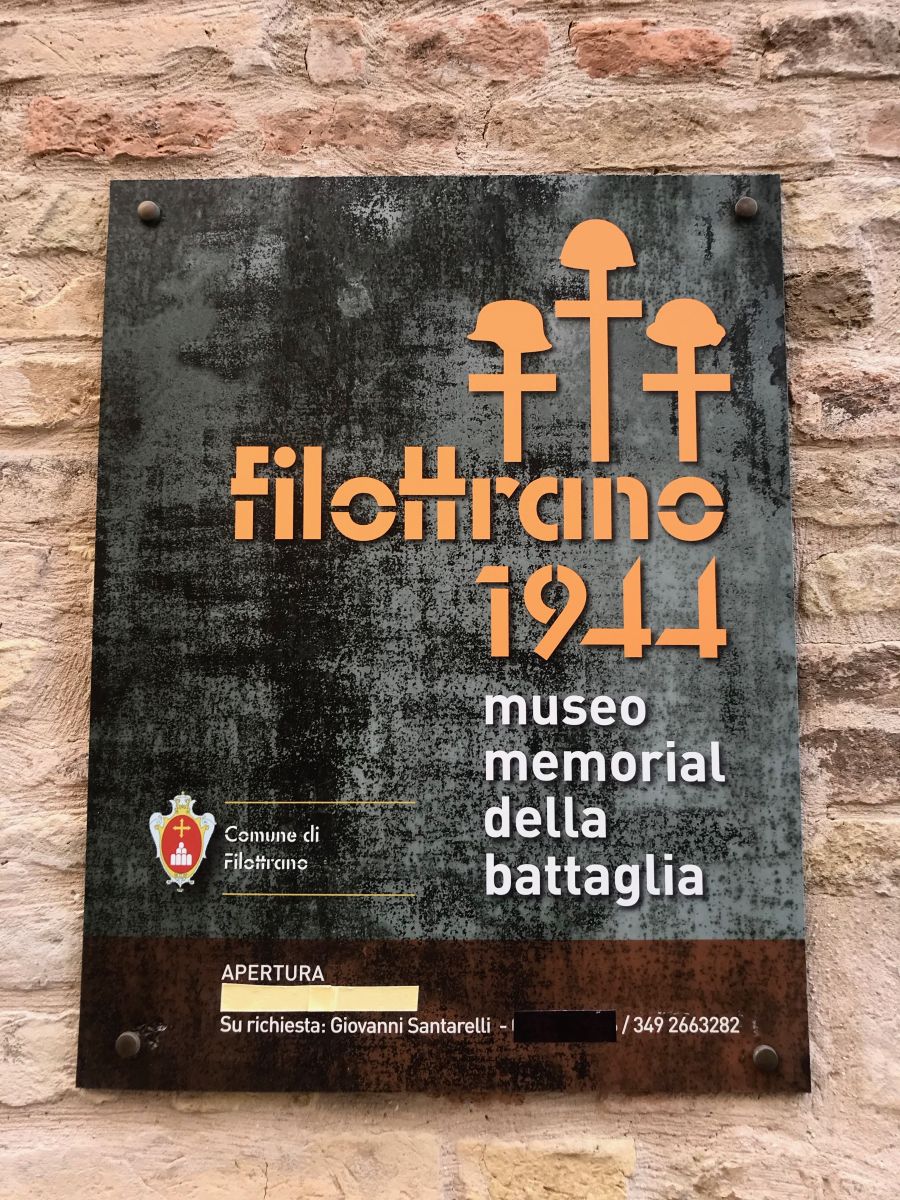 filottrano
1944
museo
memorial
della
battaglia
Comune di
Filottrano
APERTURA
Su richiesta: Giovanni Santarelli - / 349 2663282